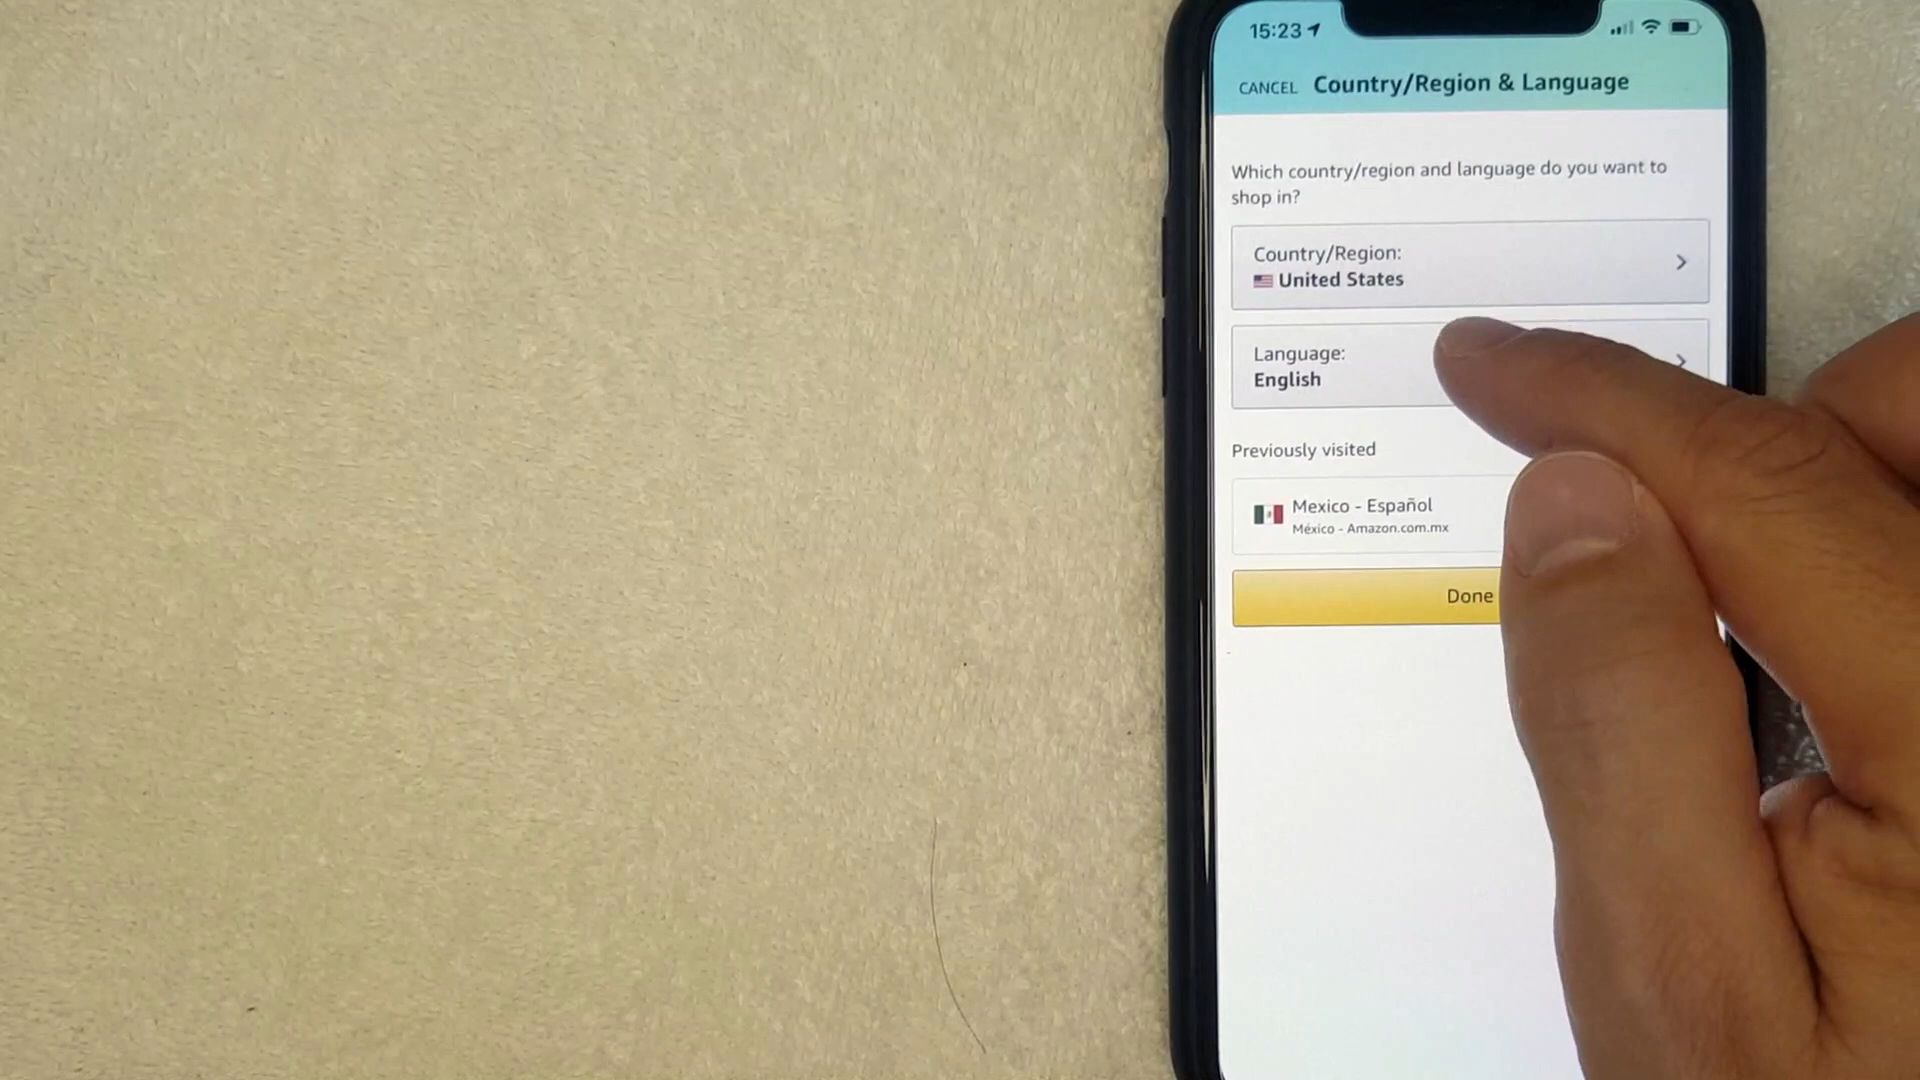 15:23
CANCEL Country/Region & Language
Which country/region and language do you want to
shop in?
Country/Region:
United States
Language:
English
Previously visited
Mexico - Español
México - Amazon.com.mx
Done